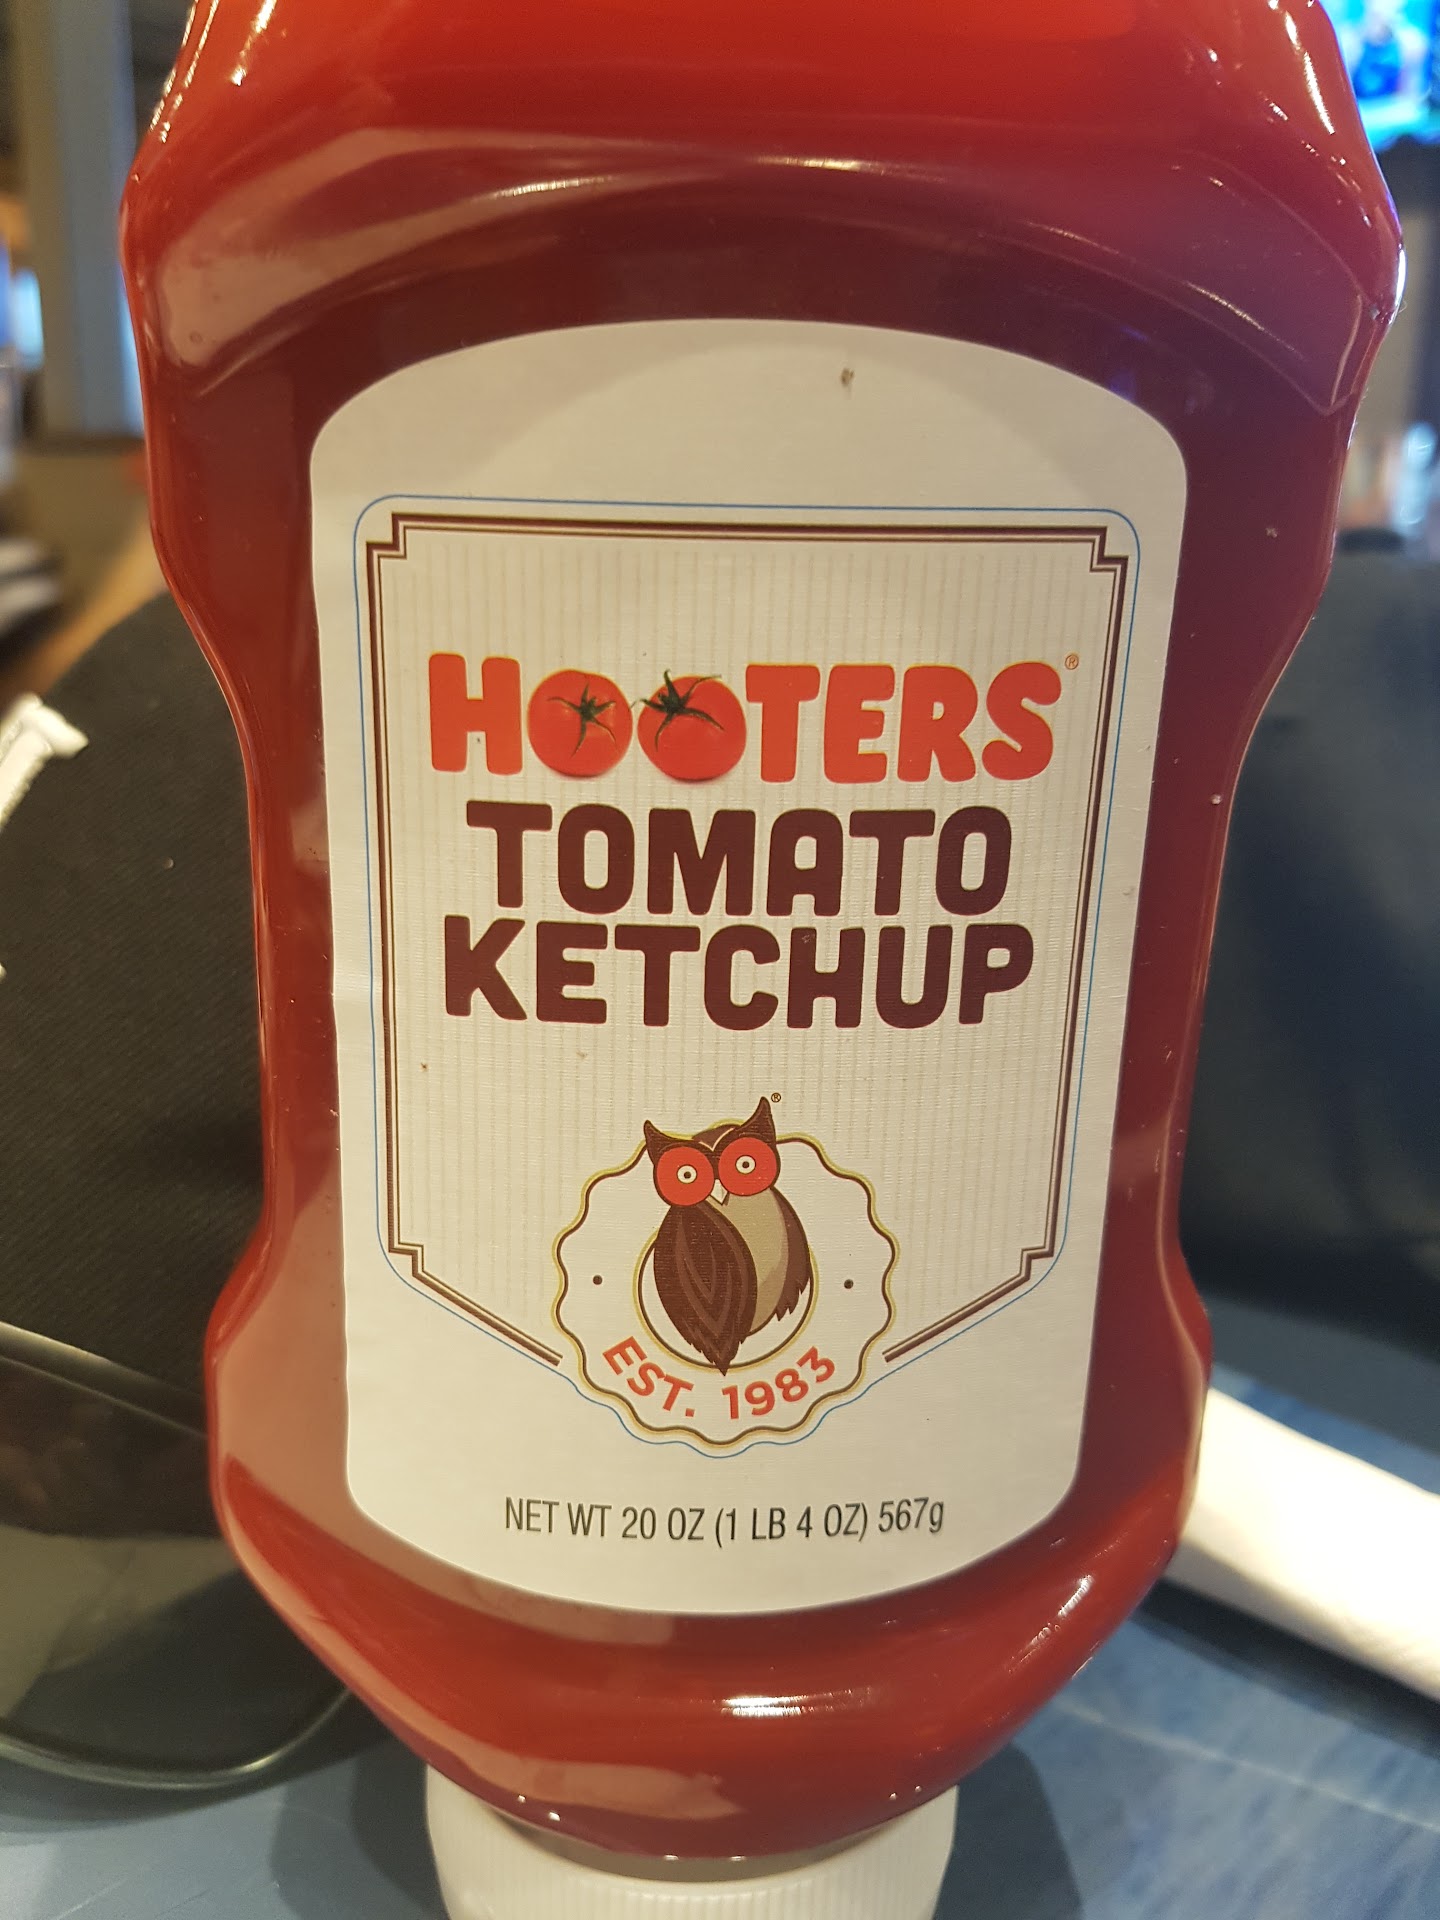 HOOTERS®
TOMATO
KETCHUP
®
EST. 1983
NET WT 20 OZ (1 LB 4 OZ) 567g